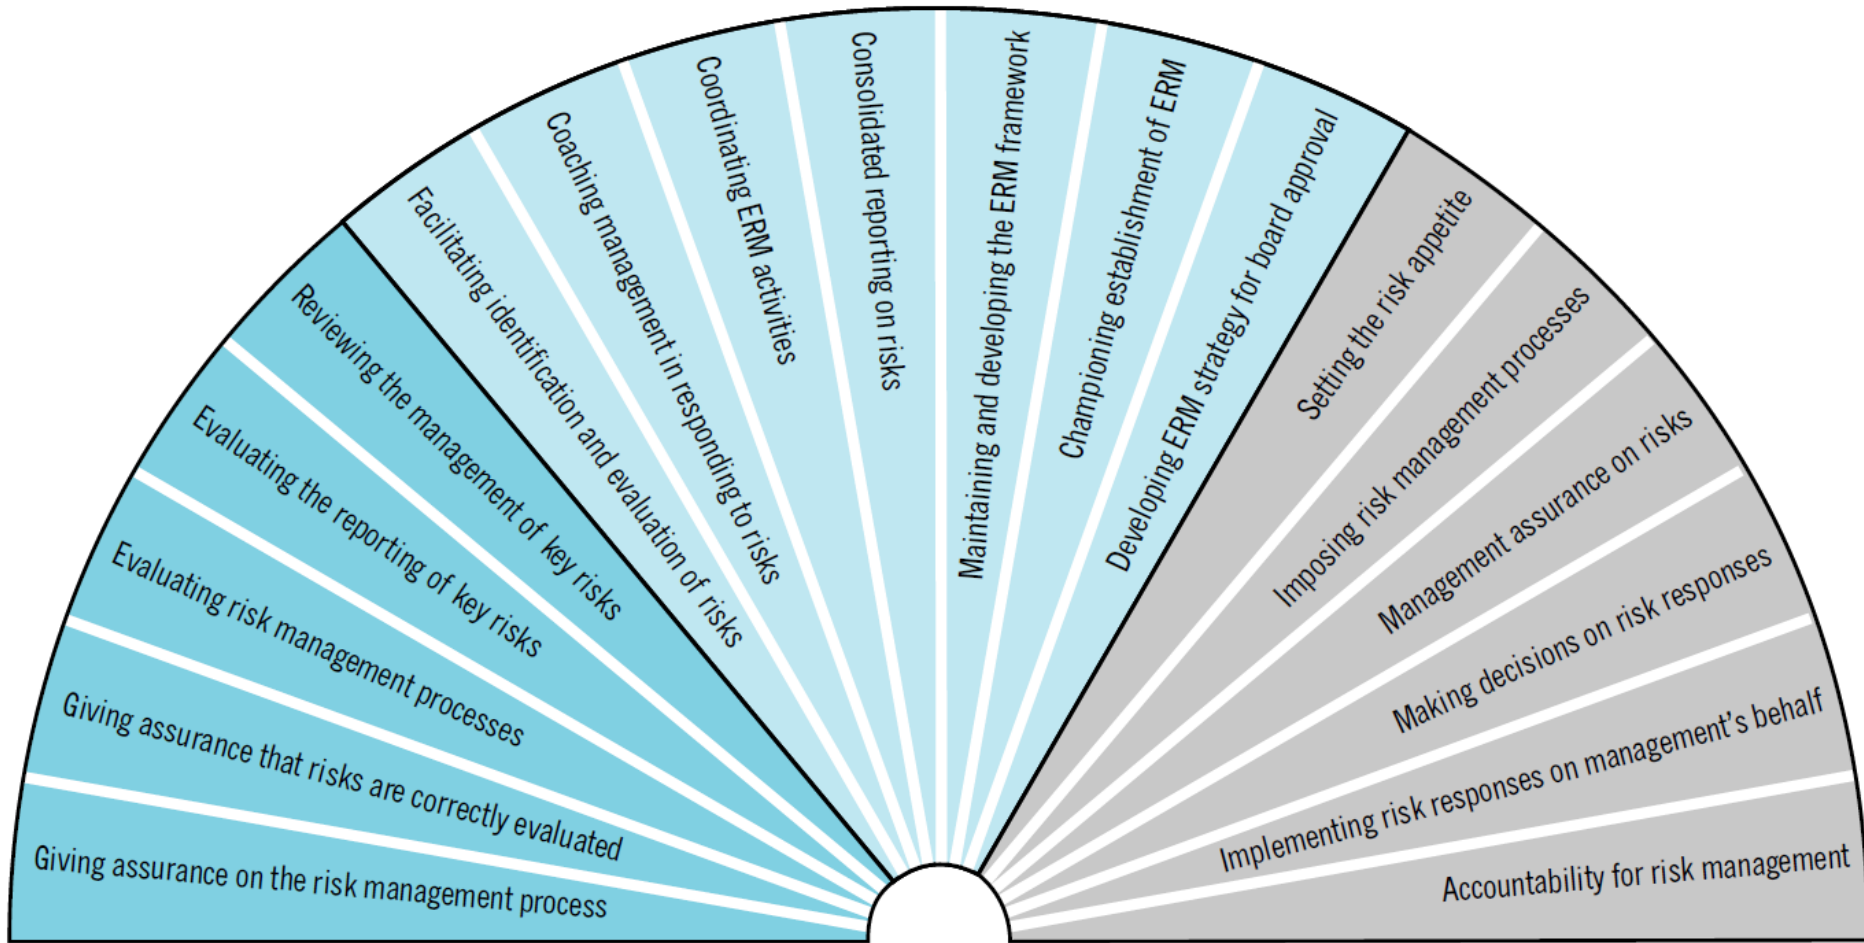 Giving assurance on the risk management process
Giving assurance that risks are correctly evaluated
Evaluating risk management processes
Evaluating the reporting of key risks
Reviewing the management of key risks
Facilitating identification and evaluation of risks
Coaching management in responding to risks
Coordinating ERM activities
Consolidated reporting on risks
Maintaining and developing the ERM framework
Championing establishment of ERM
Developing ERM strategy for board approval
Setting the risk appetite
Imposing risk management processes
Management assurance on risks
Making decisions on risk responses
Implementing risk responses on management's behalf
Accountability for risk management